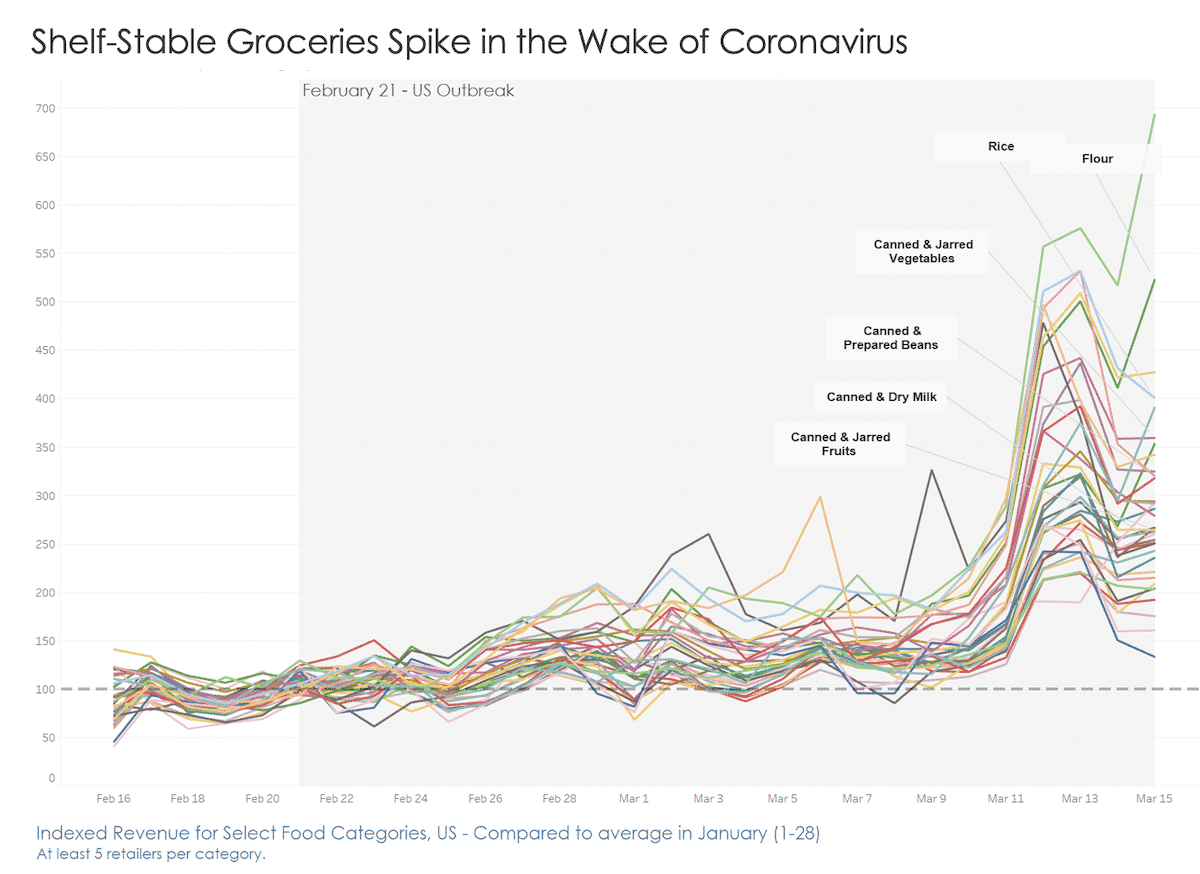 Shelf-Stable Groceries Spike in the Wake of Coronavirus
February 21 - US Outbreak
700
650
600
550
500
450
400
350
300
250
200
150
100
50
0
Rice
Flour
Canned & Jarred
Vegetables
Canned &
Prepared Beans
Canned & Dry Milk
Canned & Jarred
Fruits
Feb 16
Feb 18
Feb 20
Feb 22
Feb 24
Feb 26
Feb 28
Mar 1
Mar 3
Mar 5
Mar 7
Mar 9
Mar 11
Mar 13
Mar 15
Indexed Revenue for Select Food Categories, US - Compared to average in January (1-28)
At least 5 retailers per category.